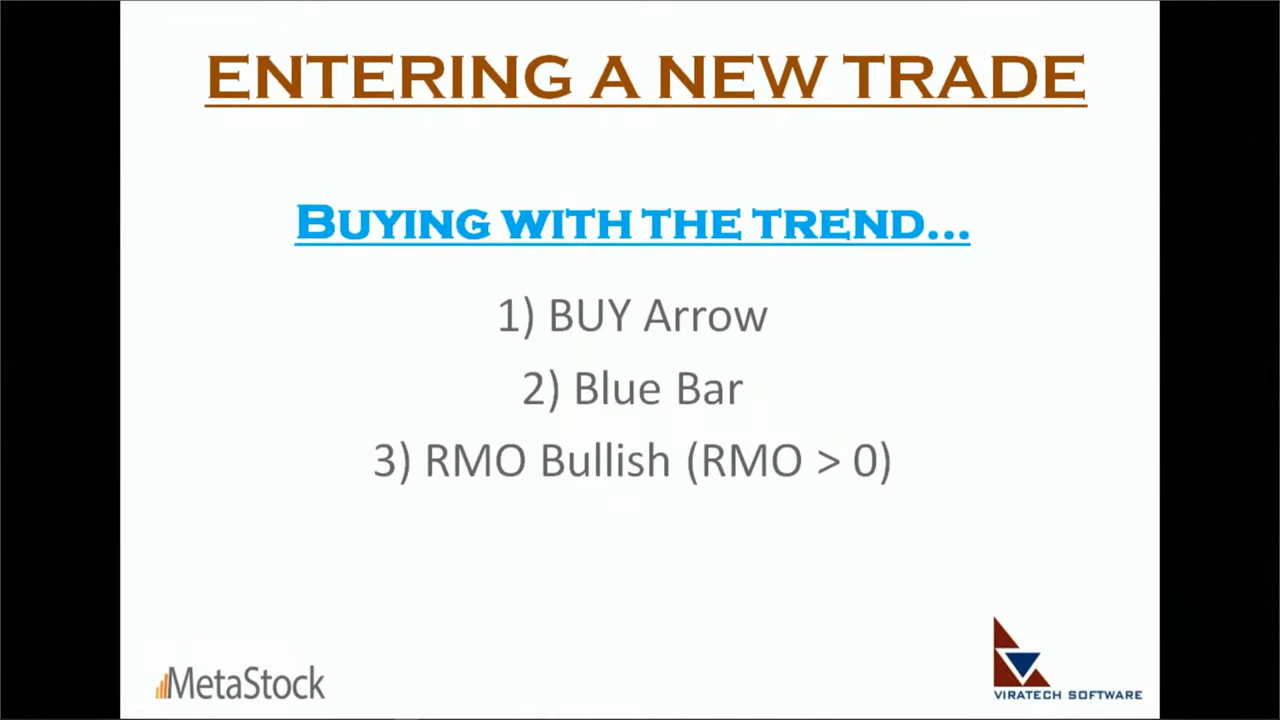 ENTERING A NEW TRADE
BUYING WITH THE TREND...
1) BUY Arrow
2) Blue Bar
3) RMO Bullish (RMO > 0)
MetaStock
VIRATECH SOFTWARE